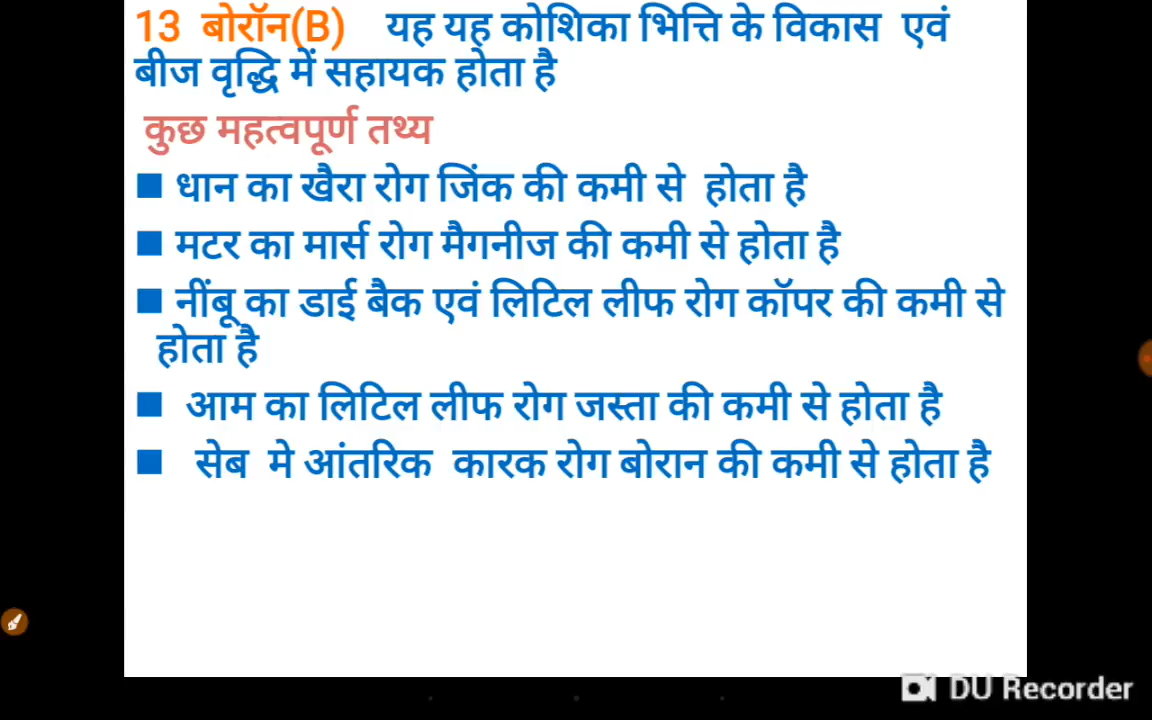 13 बोरॉन(B) यह यह कोशिका भित्ति के विकास एवं
बीज वृद्धि में सहायक होता है
कुछ महत्वपूर्ण तथ्य
■ धान का खैरा रोग जिंक की कमी से होता है
■ मटर का मार्स रोग मैगनीज की कमी से होता है
■ नींबू का डाई बैक एवं लिटिल लीफ रोग कॉपर की कमी से
होता है
■ आम का लिटिल लीफ रोग जस्ता की कमी से होता है
■ सेब मे आंतरिक कारक रोग बोरान की कमी से होता है
DU Recorder